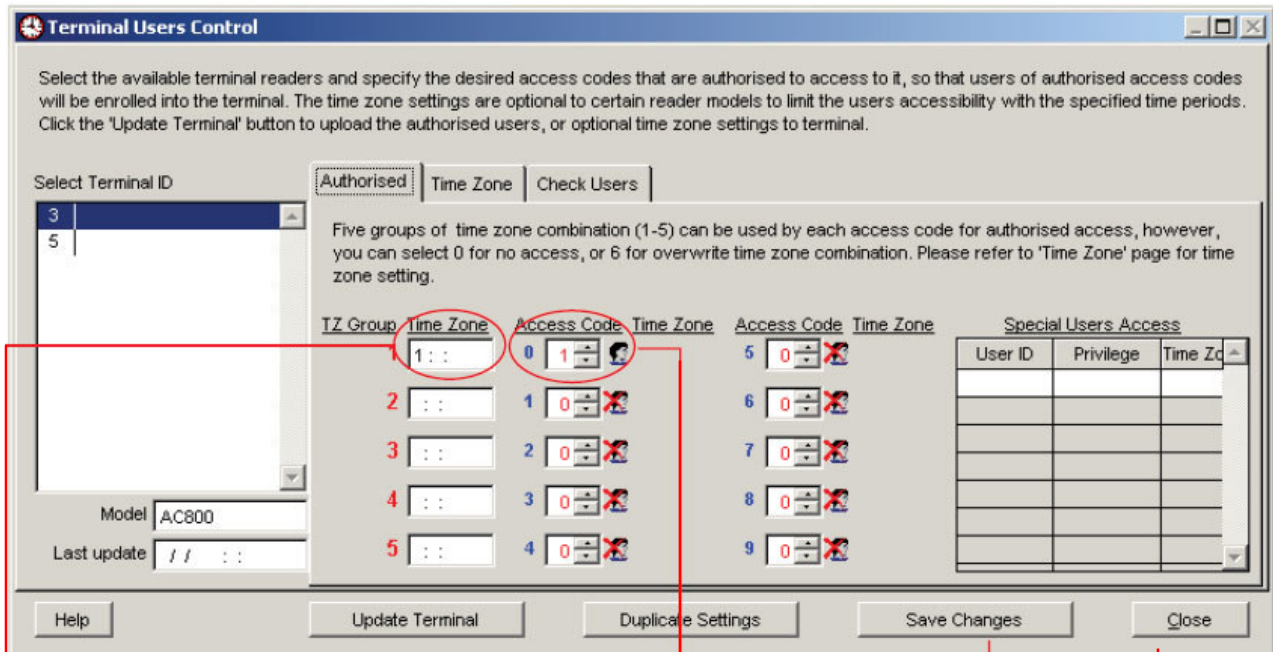 Terminal Users Control
Select the available terminal readers and specify the desired access codes that are authorised to access to it, so that users of authorised access codes
will be enrolled into the terminal. The time zone settings are optional to certain reader models to limit the users accessibility with the specified time periods.
Click the 'Update Terminal' button to upload the authorised users, or optional time zone settings to terminal.
Select Terminal ID
3
5
Model AC800
Last update / / : :
Authorised Time Zone Check Users
Five groups of time zone combination (1-5) can be used by each access code for authorised access, however,
you can select 0 for no access, or 6 for overwrite time zone combination. Please refer to 'Time Zone' page for time
zone setting.
TZ Group Time Zone Access Code Time Zone Access Code Time Zone Special Users Access
1 1 : : 0 1 5 0 User ID Privilege Time Zo
2 : : 1 0 6 0
3 : : 2 0 7 0
4 : : 3 0 8 0
5 : : 4 0 9 0
Help Update Terminal Duplicate Settings Save Changes Close